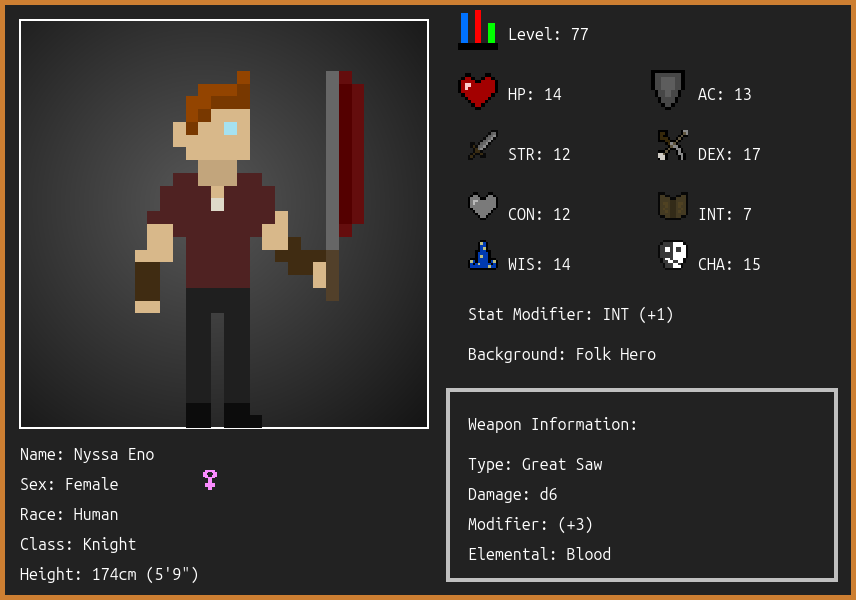 Level: 77
HP: 14
AC: 13
STR: 12
DEX: 17
CON: 12
INT: 7
WIS: 14
CHA: 15
Stat Modifier: INT (+1)
Background: Folk Hero
Weapon Information:
Type: Great Saw
Damage: d6
Modifier: (+3)
Elemental: Blood
Name: Nyssa Eno
Sex: Female
Race: Human
Class: Knight
Height: 174cm (5'9")